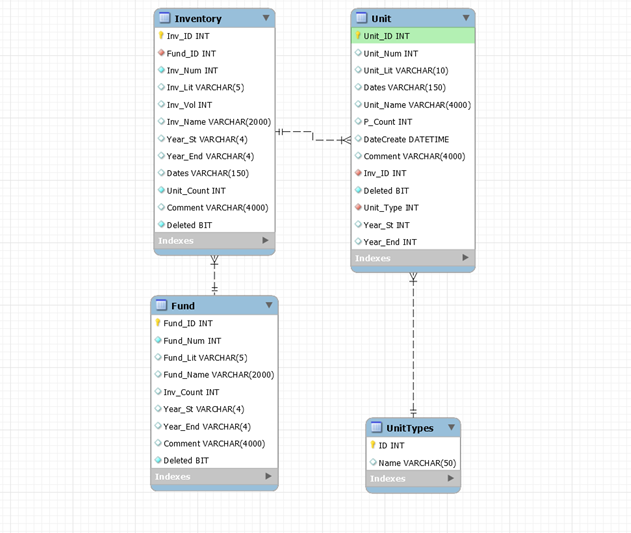 Inventory
Inv_ID INT
Fund_ID INT
Inv_Num INT
Inv_Lit VARCHAR(5)
Inv_Vol INT
Inv_Name VARCHAR(2000)
Year_St VARCHAR(4)
Year_End VARCHAR(4)
Dates VARCHAR(150)
Unit_Count INT
Comment VARCHAR(4000)
Deleted BIT
Indexes
Unit
Unit_ID INT
Unit_Num INT
Unit_Lit VARCHAR(10)
Dates VARCHAR(150)
Unit_Name VARCHAR(4000)
P_Count INT
DateCreate DATETIME
Comment VARCHAR(4000)
Inv_ID INT
Deleted BIT
Unit_Type INT
Year_St INT
Year_End INT
Indexes
Fund
Fund_ID INT
Fund_Num INT
Fund_Lit VARCHAR(5)
Fund_Name VARCHAR(2000)
Inv_Count INT
Year_St VARCHAR(4)
Year_End VARCHAR(4)
Comment VARCHAR(4000)
Deleted BIT
Indexes
UnitTypes
ID INT
Name VARCHAR(50)
Indexes